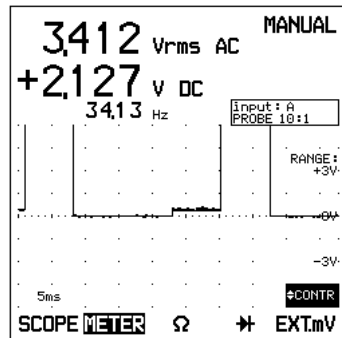 MANUAL
3,412 Vrms AC
+2,127 V DC
34,13 Hz
input: A
PROBE 10:1
RANGE:
+3V
0V
-3V
5ms
CONTR
SCOPE METER Ω EXT.mV